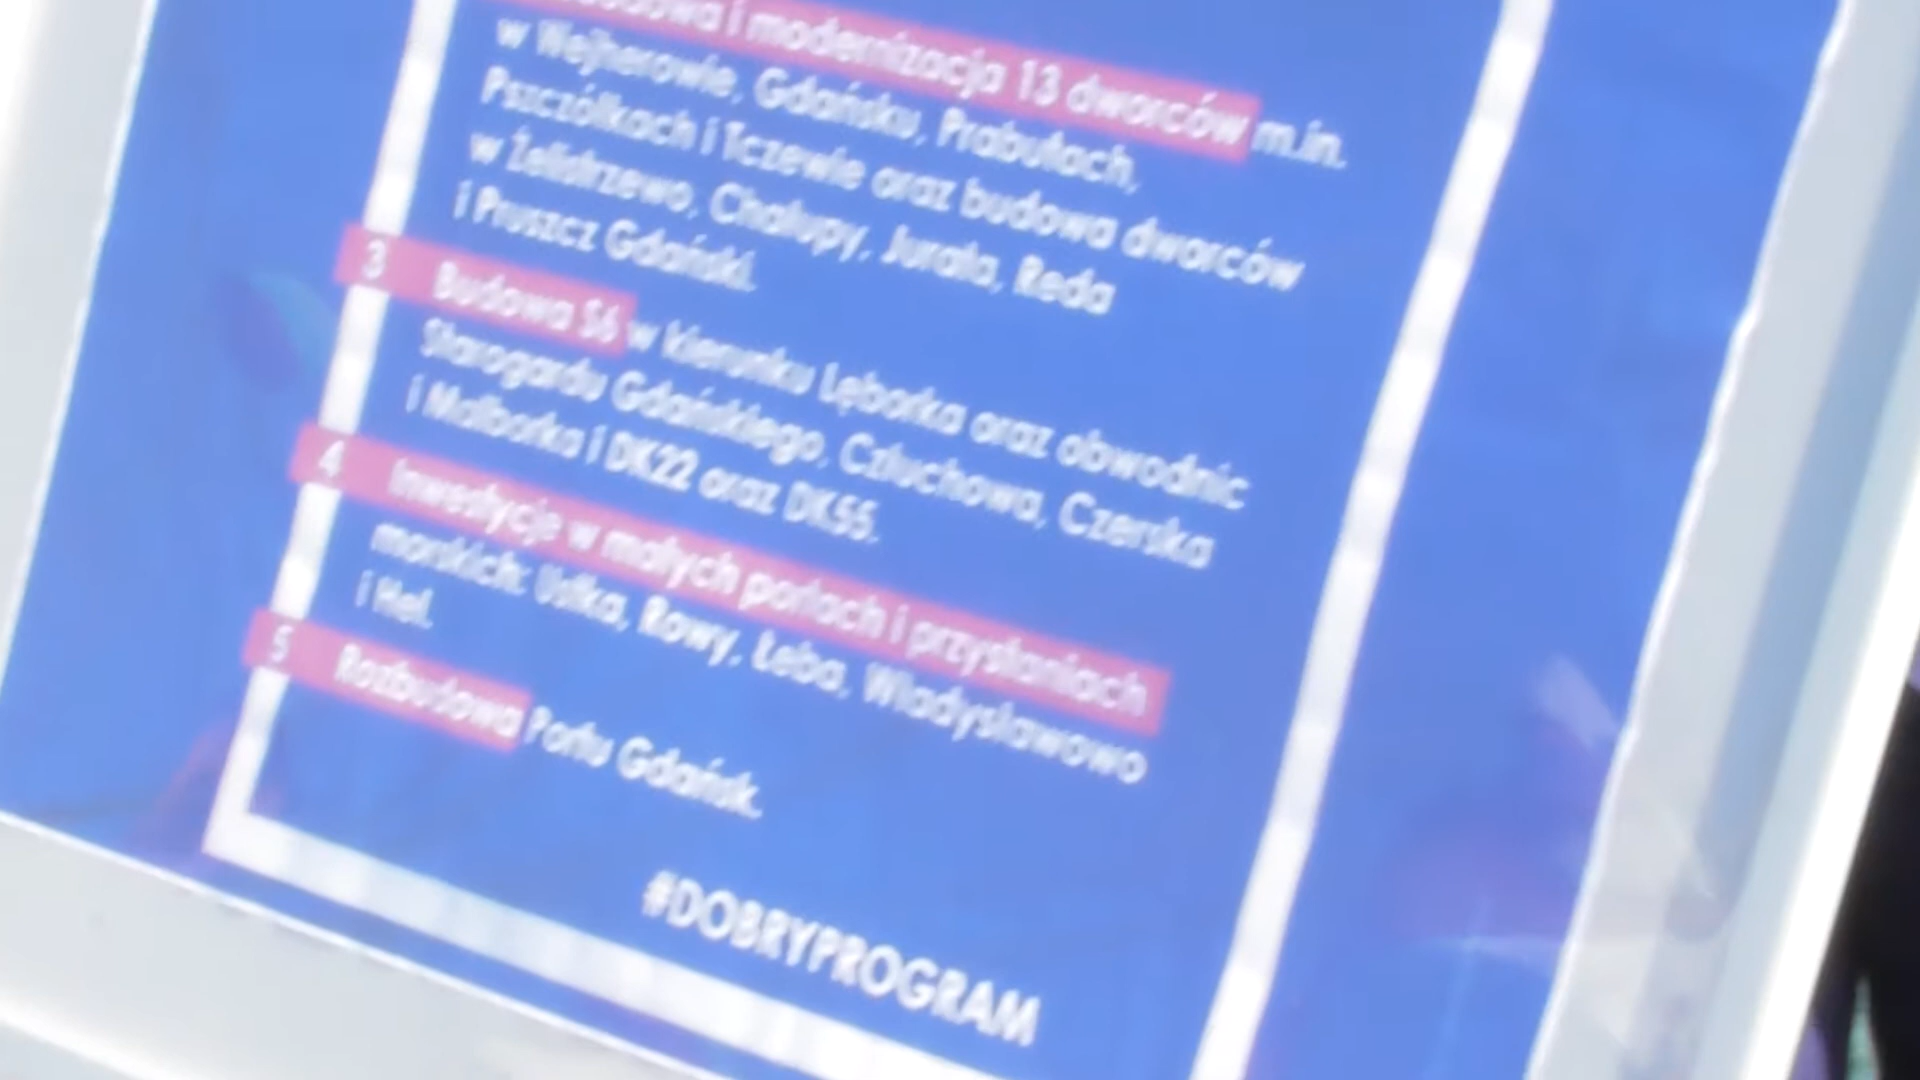 i modernizacja 13 dworców m.in.
w Wejherowie, Gdańsku, Prabutach,
Pszczółkach i Tczewie oraz budowa dworców
w Żelistrzewo, Chałupy, Jurata, Reda
i Pruszcz Gdański.
3 Budowa S6 w kierunku Lęborka oraz obwodnic
Starogardu Gdańskiego, Człuchowa, Czerska
i Malborka i DK22 oraz DK55.
4 Inwestycje w małych portach i przystaniach
morskich: Ustka, Rowy, Łeba, Władysławowo
i Hel.
5 Rozbudowa Portu Gdańsk.
#DOBRYPROGRAM